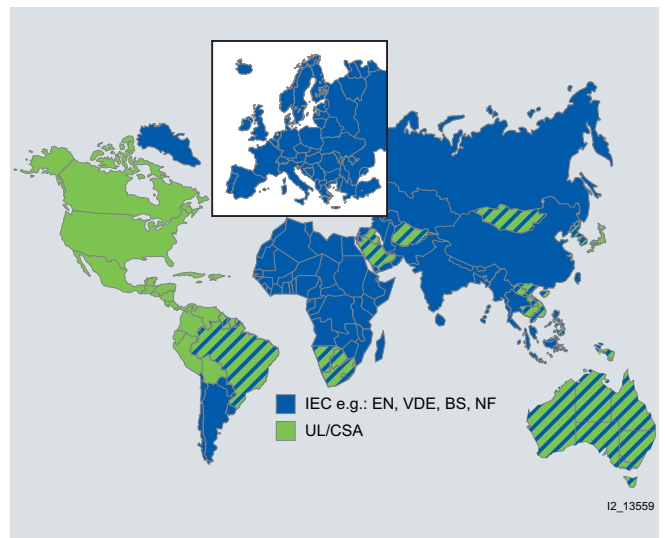 IEC e.g.: EN, VDE, BS, NF
UL/CSA
I2_13559